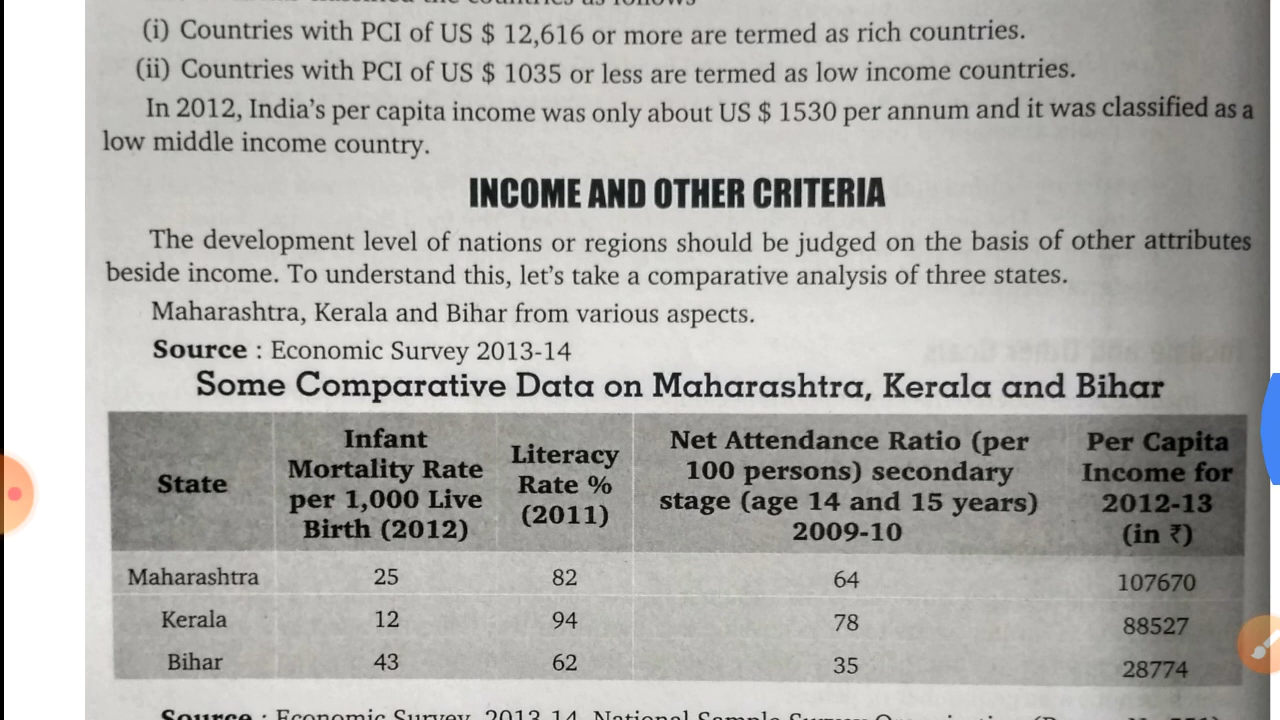 (i) Countries with PCI of US $ 12,616 or more are termed as rich countries.
(ii) Countries with PCI of US $ 1035 or less are termed as low income countries.
In 2012, India's per capita income was only about US $ 1530 per annum and it was classified as a
low middle income country.
INCOME AND OTHER CRITERIA
The development level of nations or regions should be judged on the basis of other attributes
beside income. To understand this, let's take a comparative analysis of three states.
Maharashtra, Kerala and Bihar from various aspects.
Source : Economic Survey 2013-14
Some Comparative Data on Maharashtra, Kerala and Bihar
State
Infant
Mortality Rate
per 1,000 Live
Birth (2012)
Literacy
Rate %
(2011)
Net Attendance Ratio (per
100 persons) secondary
stage (age 14 and 15 years)
2009-10
Per Capita
Income for
2012-13
(in ₹)
Maharashtra 25 82 64 107670
Kerala 12 94 78 88527
Bihar 43 62 35 28774
Source : Economic Survey, 2013-14, National Sample Survey